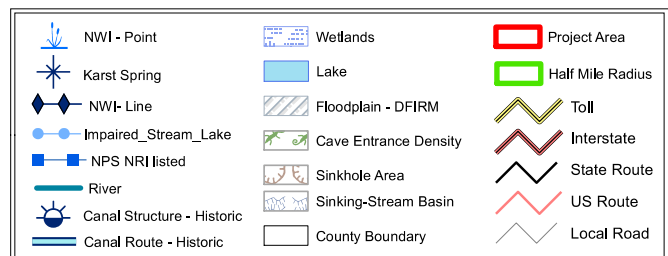 NWI - Point
Karst Spring
NWI- Line
Impaired_Stream_Lake
NPS NRI listed
River
Canal Structure - Historic
Canal Route - Historic
Wetlands
Lake
Floodplain - DFIRM
Cave Entrance Density
Sinkhole Area
Sinking-Stream Basin
County Boundary
Project Area
Half Mile Radius
Toll
Interstate
State Route
US Route
Local Road